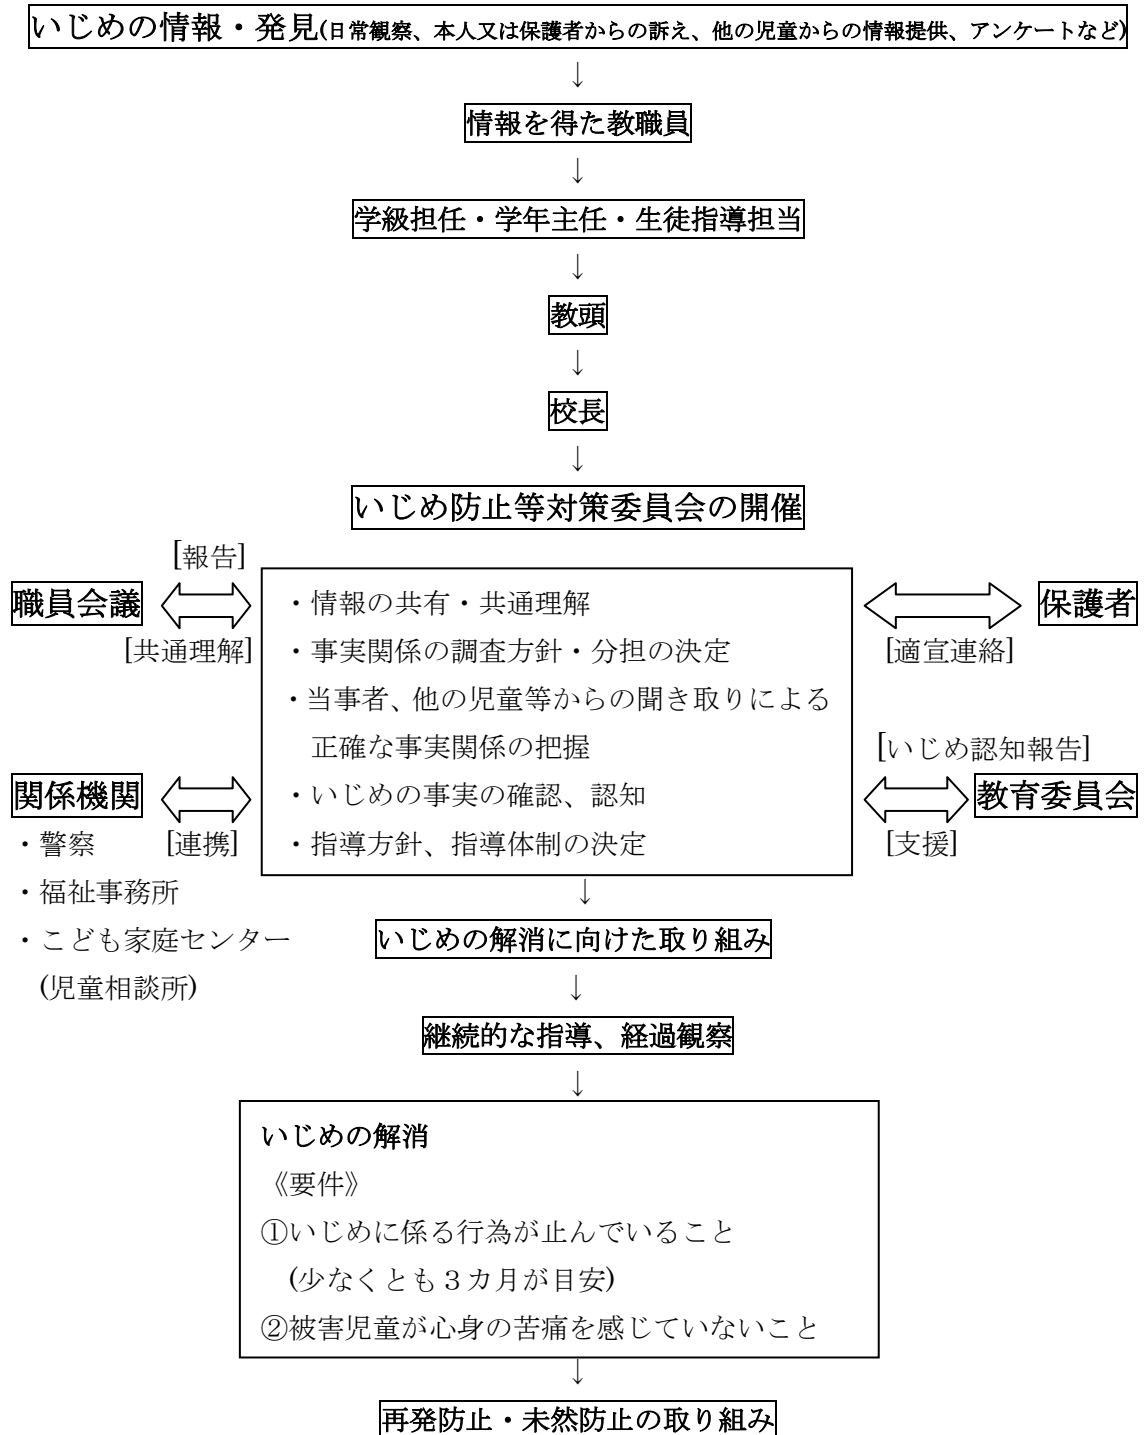 いじめの情報・発見(日常観察、本人又は保護者からの訴え、他の児童からの情報提供、アンケートなど)
↓
情報を得た教職員
↓
学級担任・学年主任・生徒指導担当
↓
教頭
↓
校長
↓
いじめ防止等対策委員会の開催
[報告]
職員会議
[共通理解]
・情報の共有・共通理解
・事実関係の調査方針・分担の決定
・当事者、他の児童等からの聞き取りによる
正確な事実関係の把握
・いじめの事実の確認、認知
・指導方針、指導体制の決定
保護者
[適宜連絡]
[いじめ認知報告]
教育委員会
[支援]
関係機関
[連携]
・警察
・福祉事務所
・こども家庭センター
(児童相談所)
↓
いじめの解消に向けた取り組み
↓
継続的な指導、経過観察
↓
いじめの解消
《要件》
①いじめに係る行為が止んでいること
(少なくとも３カ月が目安)
②被害児童が心身の苦痛を感じていないこと
↓
再発防止・未然防止の取り組み